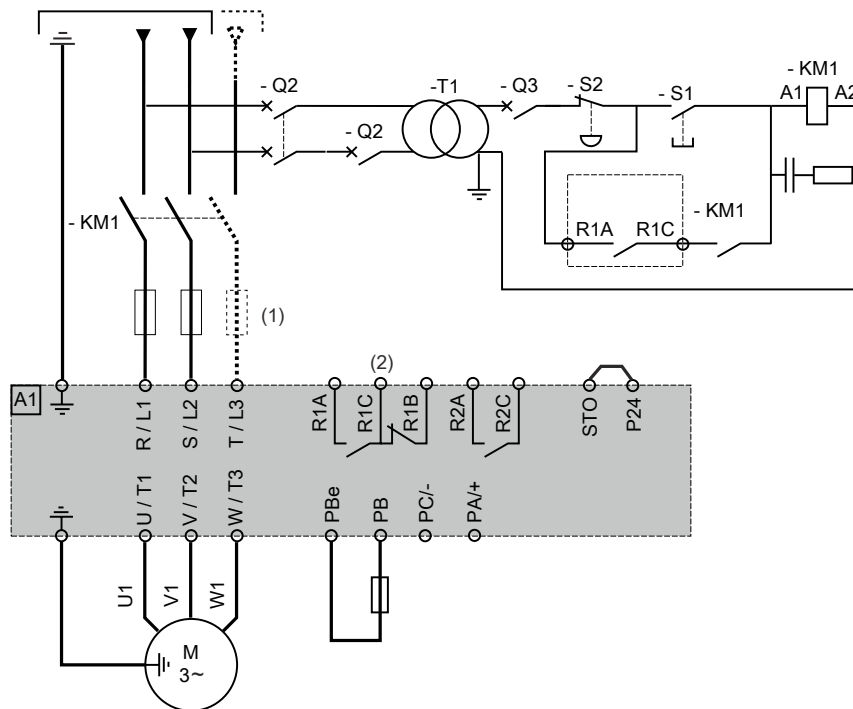 - KM1
- Q2
-T1
- Q3
- S2
- S1
A1
A2
- Q2
- KM1
- KM1
R1A
R1C
(1)
(2)
A1
R / L1
S / L2
T / L3
R1A
R1C
R1B
R2A
R2C
STO
P24
U / T1
V / T2
W / T3
PBe
PB
PC/-
PA/+
U1
V1
W1
M
3~